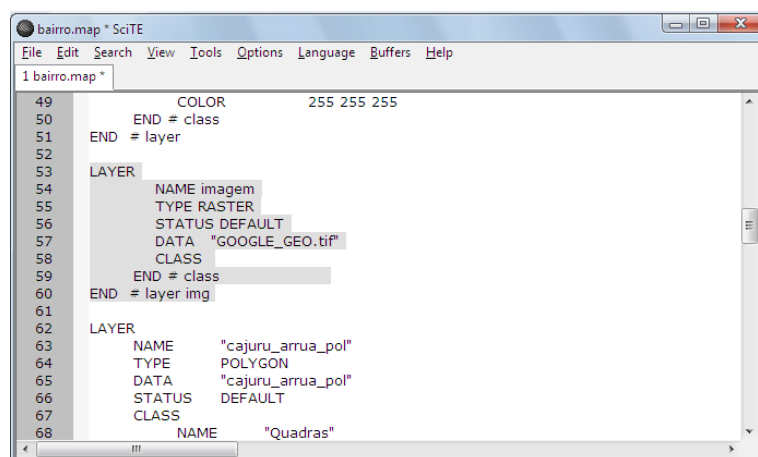 bairro.map * SciTE
File Edit Search View Tools Options Language Buffers Help
1 bairro.map *
49 COLOR 255 255 255
50 END # class
51 END # layer
52
53 LAYER
54 NAME imagem
55 TYPE RASTER
56 STATUS DEFAULT
57 DATA "GOOGLE_GEO.tif"
58 CLASS
59 END # class
60 END # layer img
61
62 LAYER
63 NAME "cajuru_arrua_pol"
64 TYPE POLYGON
65 DATA "cajuru_arrua_pol"
66 STATUS DEFAULT
67 CLASS
68 NAME "Quadras"